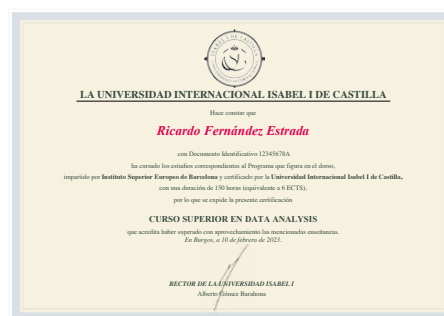 ISABEL I DE CASTILLA
LA UNIVERSIDAD INTERNACIONAL ISABEL I DE CASTILLA
Hace constar que
Ricardo Fernández Estrada
con Documento Identificativo 12345678A
ha cursado los estudios correspondientes al Programa que figura en el dorso,
impartido por Instituto Superior Europeo de Barcelona y certificado por la Universidad Internacional Isabel I de Castilla,
con una duración de 150 horas (equivalente a 6 ECTS),
por lo que se expide la presente certificación
CURSO SUPERIOR EN DATA ANALYSIS
que acredita haber superado con aprovechamiento las mencionadas enseñanzas.
En Burgos, a 10 de febrero de 2023.
RECTOR DE LA UNIVERSIDAD ISABEL I
Alberto Gómez Barahona